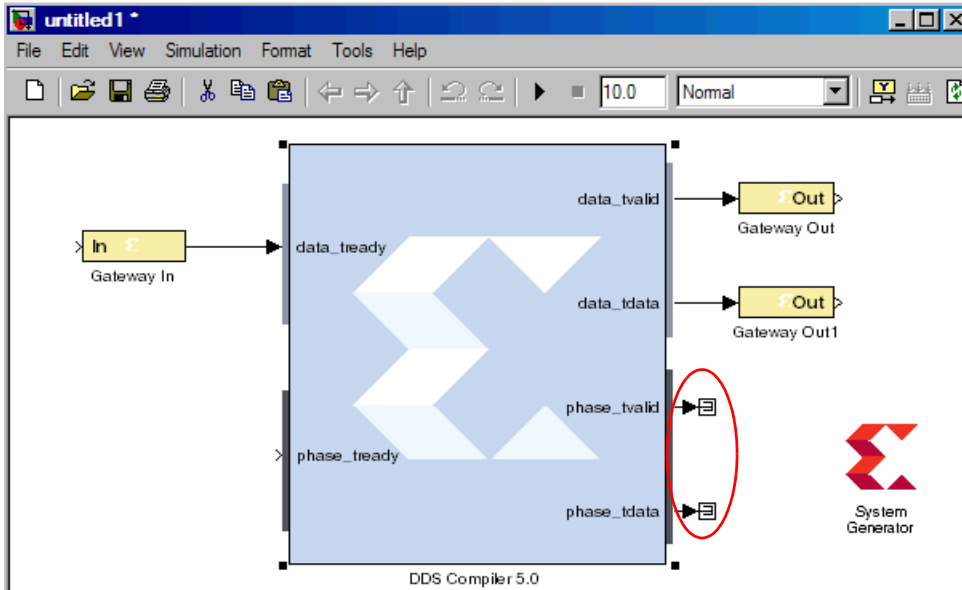 untitled1 *
File Edit View Simulation Format Tools Help
10.0 Normal
Y
data_tvalid
Out
Gateway Out
In
data_tready
Gateway In
data_tdata
Out
Gateway Out1
phase_tvalid
phase_tready
phase_tdata
System
Generator
DDS Compiler 5.0